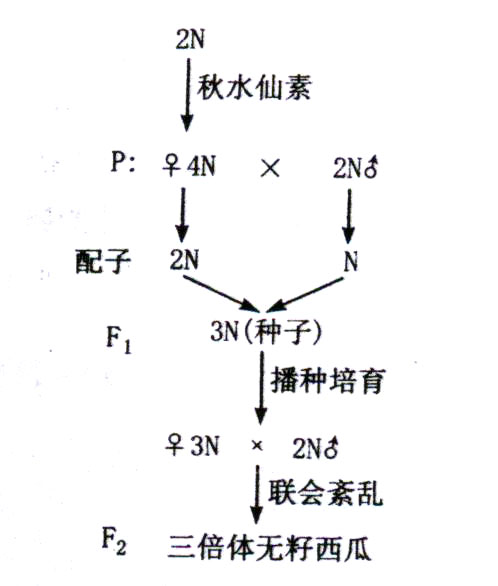 2N
秋水仙素
P: ♀4N × 2N♂
配子 2N N
F₁ 3N(种子)
播种培育
♀3N × 2N♂
联会紊乱
F₂ 三倍体无籽西瓜